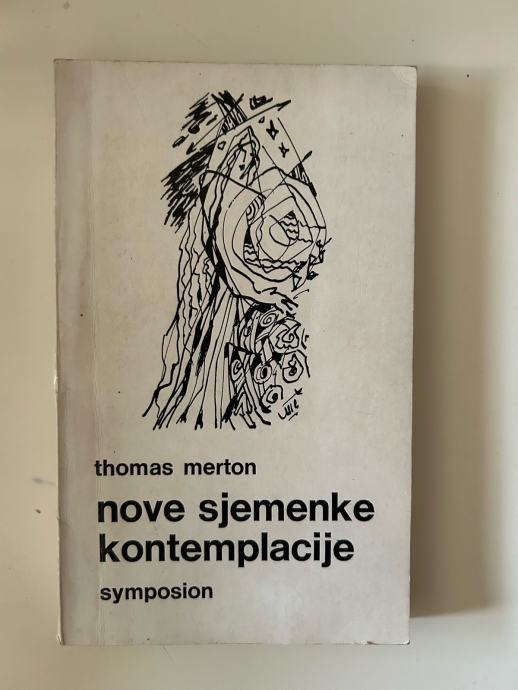 thomas merton
nove sjemenke
kontemplacije
symposion